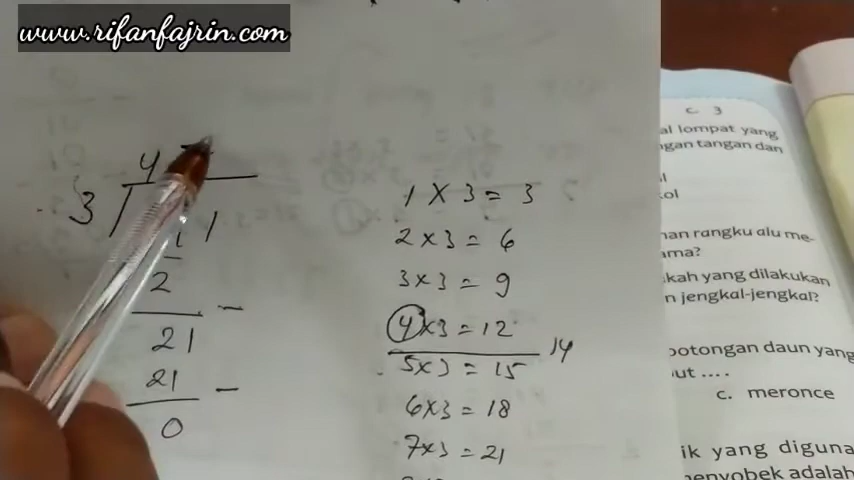 www.rifanfajrin.com
4
3
1
2
21
21
0
1 X 3 = 3
2 x 3 = 6
3 x 3 = 9
4 x 3 = 12
14
5 x 3 = 15
6 x 3 = 18
7 x 3 = 21
c. 3
al lompat yang
gan tangan dan
ol
nan rangku alu me-
ama?
kah yang dilakukan
n jengkal-jengkal?
potongan daun yang
ut ....
c. meronce
ik yang diguna
nenyobek adalah